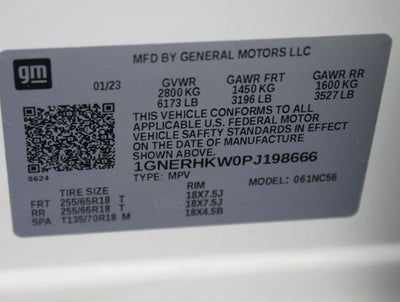 gm
MFD BY GENERAL MOTORS LLC
01/23 GVWR GAWR FRT GAWR RR
2800 KG 1450 KG 1600 KG
6173 LB 3196 LB 3527 LB
THIS VEHICLE CONFORMS TO ALL
APPLICABLE U.S. FEDERAL MOTOR
VEHICLE SAFETY STANDARDS IN EFFECT
ON THE DATE OF MANUFACTURE SHOWN ABOVE.
1GNERHKW0PJ198666
8624
TYPE: MPV MODEL: 061NC56
TIRE SIZE RIM
FRT 255/65R18 T 18X7.5J
RR 255/65R18 T 18X7.5J
SPA T135/70R18 M 18X4.5B